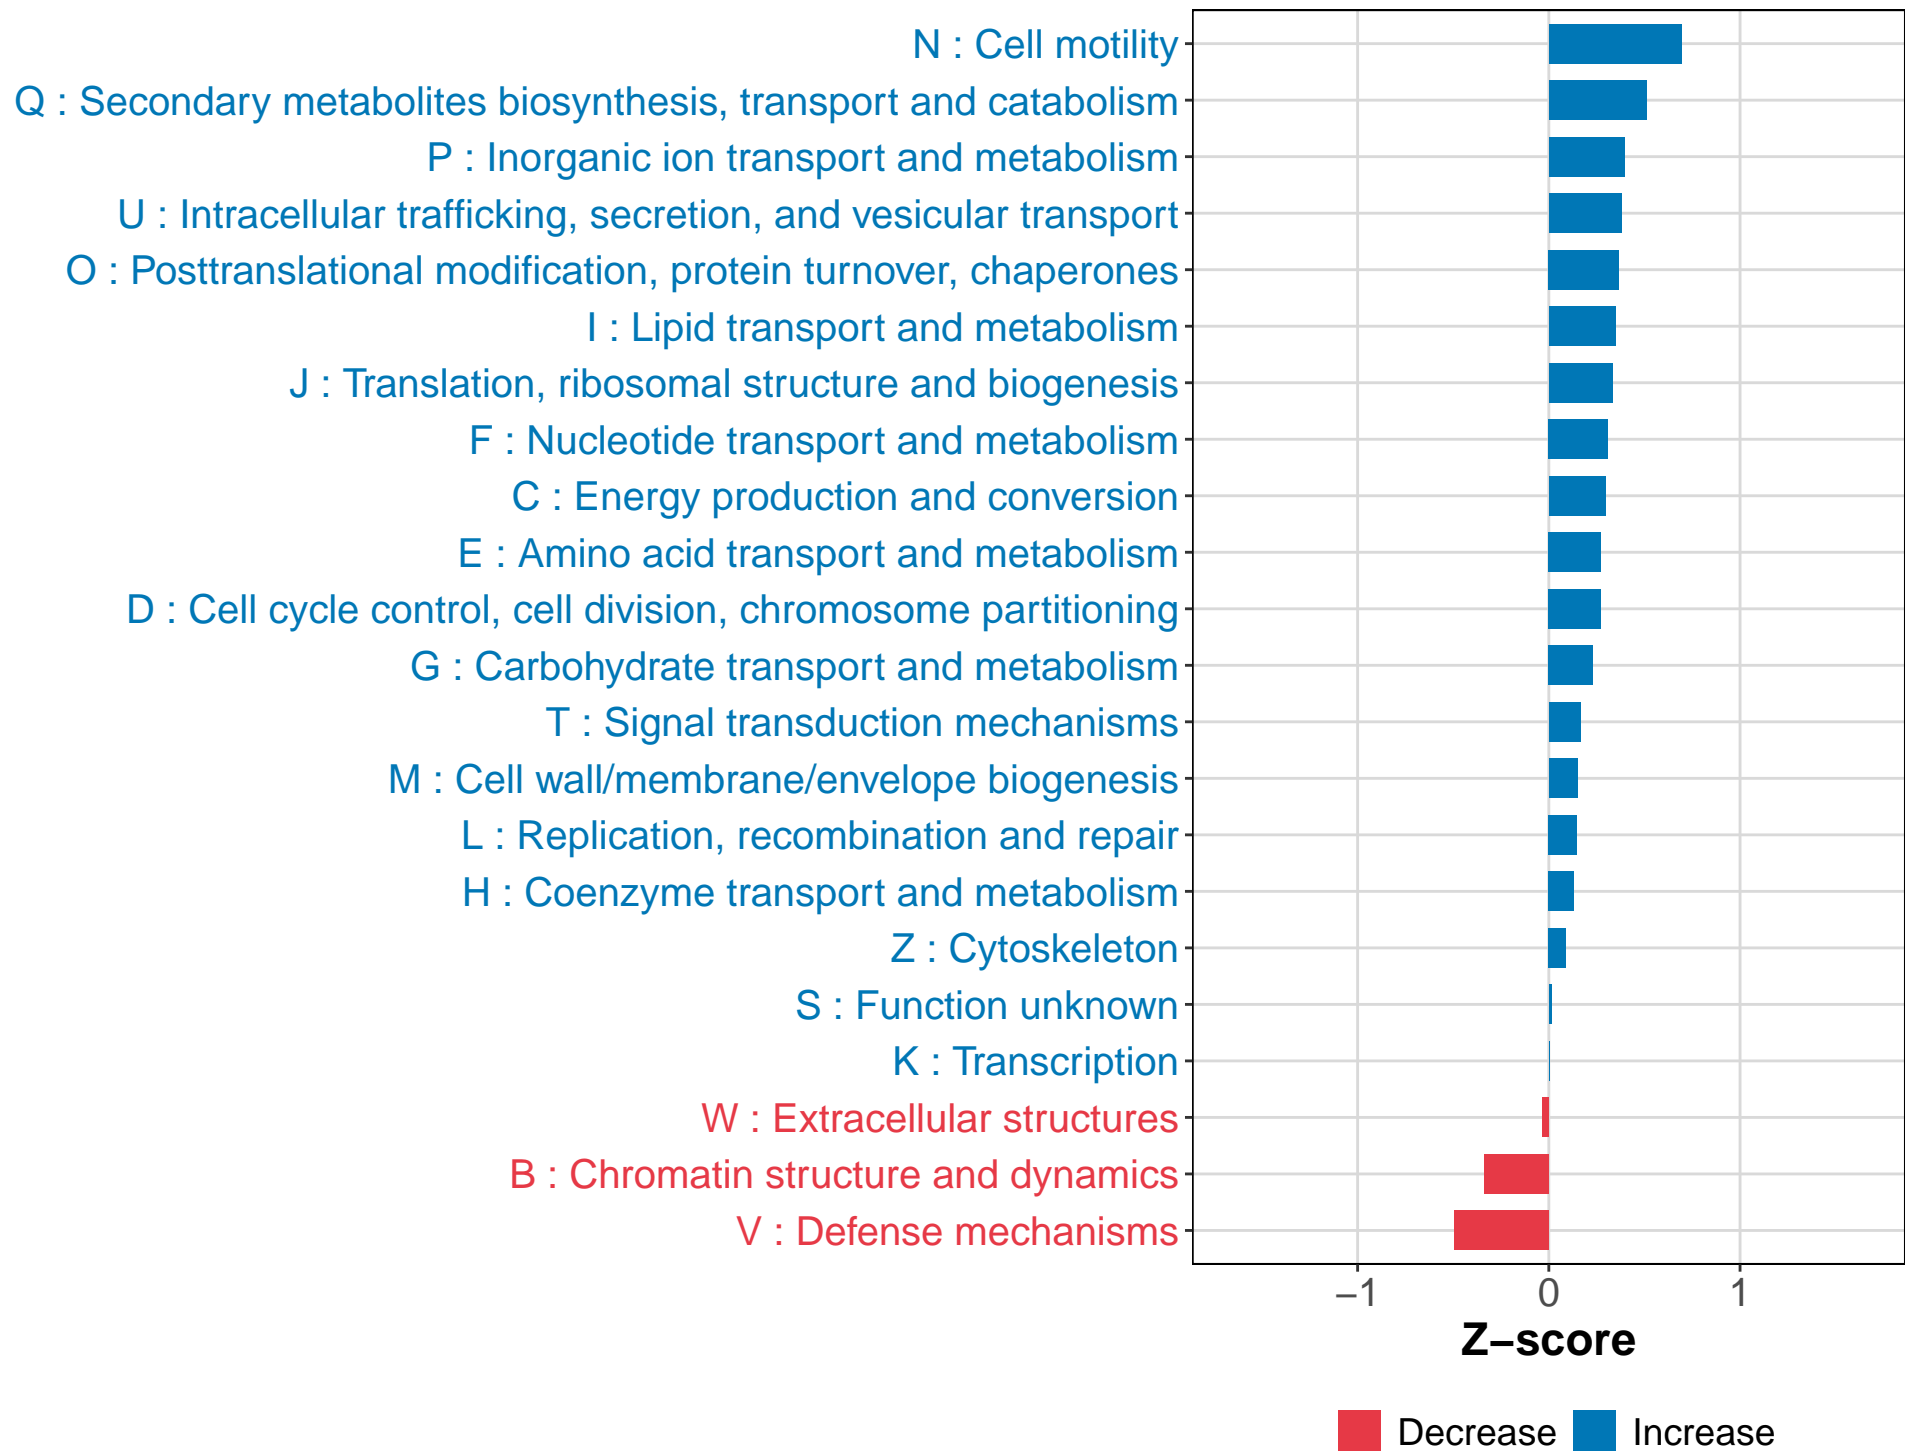 N : Cell motility
Q : Secondary metabolites biosynthesis, transport and catabolism
P : Inorganic ion transport and metabolism
U : Intracellular trafficking, secretion, and vesicular transport
O : Posttranslational modification, protein turnover, chaperones
I : Lipid transport and metabolism
J : Translation, ribosomal structure and biogenesis
F : Nucleotide transport and metabolism
C : Energy production and conversion
E : Amino acid transport and metabolism
D : Cell cycle control, cell division, chromosome partitioning
G : Carbohydrate transport and metabolism
T : Signal transduction mechanisms
M : Cell wall/membrane/envelope biogenesis
L : Replication, recombination and repair
H : Coenzyme transport and metabolism
Z : Cytoskeleton
S : Function unknown
K : Transcription
W : Extracellular structures
B : Chromatin structure and dynamics
V : Defense mechanisms
−1 0 1
Z−score
Decrease Increase